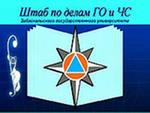 Штаб по делам ГО и ЧС
Забайкальского государственного университета